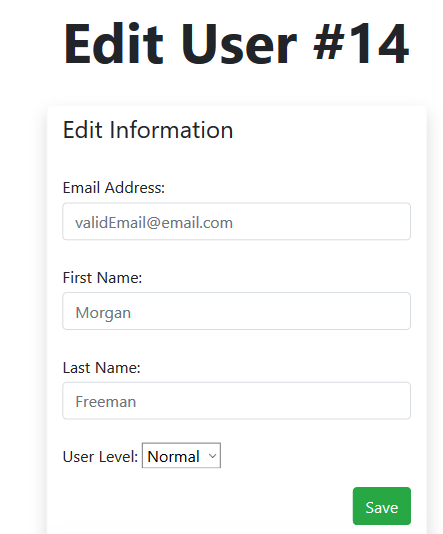 Edit User #14
Edit Information
Email Address:
validEmail@email.com
First Name:
Morgan
Last Name:
Freeman
User Level: Normal
Save